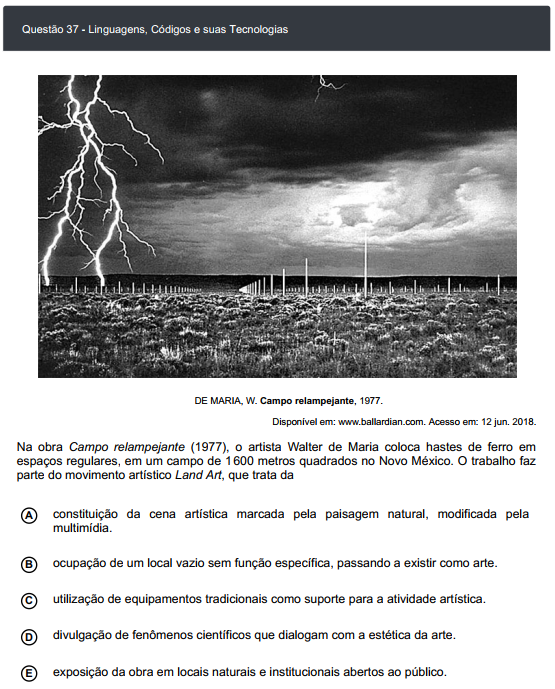 Questão 37 - Linguagens, Códigos e suas Tecnologias
DE MARIA, W. Campo relampejante, 1977.
Disponível em: www.ballardian.com. Acesso em: 12 jun. 2018.
Na obra Campo relampejante (1977), o artista Walter de Maria coloca hastes de ferro em
espaços regulares, em um campo de 1 600 metros quadrados no Novo México. O trabalho faz
parte do movimento artístico Land Art, que trata da
A constituição da cena artística marcada pela paisagem natural, modificada pela
multimídia.
B ocupação de um local vazio sem função específica, passando a existir como arte.
C utilização de equipamentos tradicionais como suporte para a atividade artística.
D divulgação de fenômenos científicos que dialogam com a estética da arte.
E exposição da obra em locais naturais e institucionais abertos ao público.